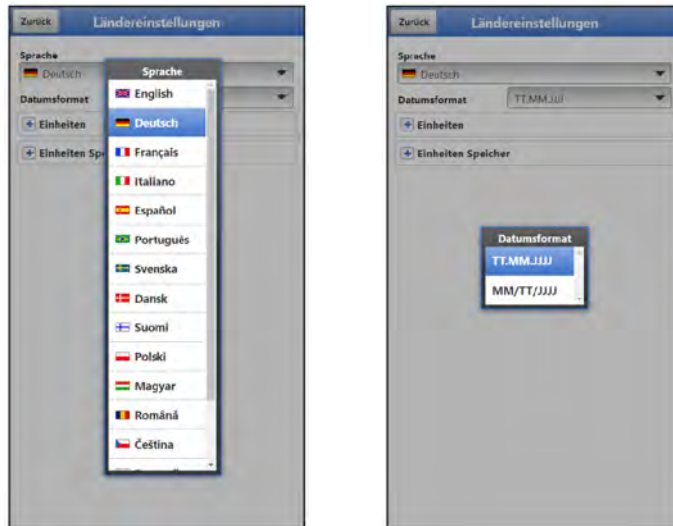 Zurück
Ländereinstellungen
Sprache
Deutsch
Datumsformat
Einheiten
Einheiten Sp
Sprache
English
Deutsch
Français
Italiano
Español
Português
Svenska
Dansk
Suomi
Polski
Magyar
Română
Čeština
Zurück
Ländereinstellungen
Sprache
Deutsch
Datumsformat
TT.MM.JJJJ
Einheiten
Einheiten Speicher
Datumsformat
TT.MM.JJJJ
MM/TT/JJJJ